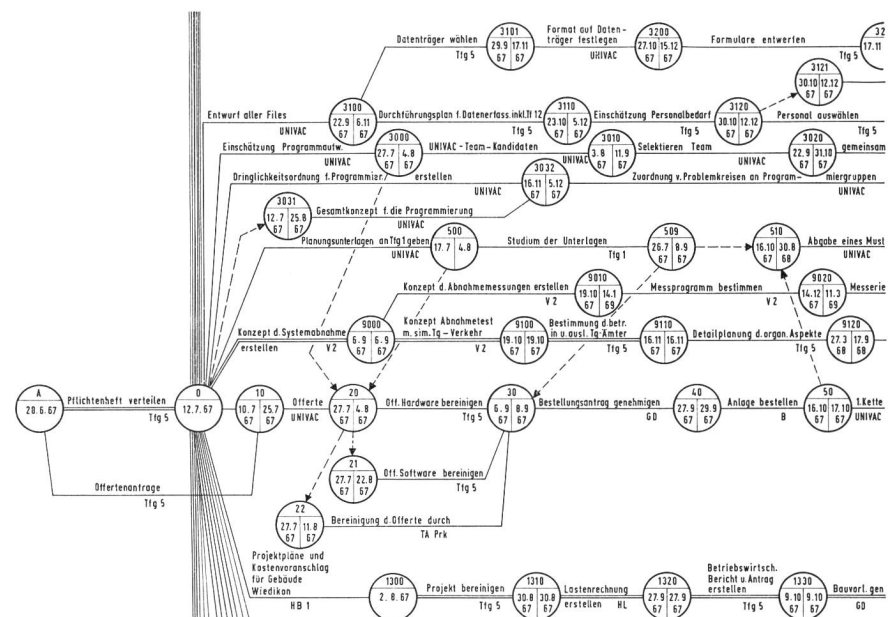 3101
Datenträger wählen
29.9 17.11
67 67
Tfg 5
Format auf Daten-
träger festlegen
UNIVAC
3200
27.10 15.12
67 67
Formulare entwerfen
Tfg 5
17.11
3121
30.10 12.12
67 67
Entwurf aller Files
UNIVAC
3100
22.9 6.11
67 67
Durchführungsplan f. Datenerfass. inkl. Tf 12
Tfg 5
3110
23.10 5.12
67 67
Einschätzung Personalbedarf
Tfg 5
3120
30.10 12.12
67 67
Personal auswählen
Tfg 5
Einschätzung Programmaufw.
UNIVAC
3000
27.7 4.8
67 67
UNIVAC-Team-Kandidaten
UNIVAC
3010
3.8 11.9
67 67
Selektieren Team
UNIVAC
3020
22.9 31.10
67 67
gemeinsam
Dringlichkeitsordnung f. Programmier. erstellen
UNIVAC
3032
16.11 5.12
67 67
Zuordnung v. Problemkreisen an Program- miergruppen
UNIVAC
3031
12.7 25.8
67 67
Gesamtkonzept f. die Programmierung
UNIVAC
Planungsunterlagen an Tfg 1 geben
UNIVAC
500
17.7 4.8
Studium der Unterlagen
Tfg 1
509
26.7 8.9
67 67
510
16.10 30.8
67 68
Abgabe eines Must
UNIVAC
Konzept d. Abnahmemessungen erstellen
V 2
9010
19.10 14.1
67 69
Messprogramm bestimmen
V 2
9020
14.12 11.3
67 69
Messerie
Konzept d. Systemabnahme
erstellen V 2
9000
6.9 6.9
67 67
Konzept Abnahmetest
m. sim. Tg-Verkehr
V 2
9100
19.10 19.10
67 67
Bestimmung d. betr.
in u. ausl. Tg-Ämter
Tfg 5
9110
16.11 16.11
67 67
Detailplanung d. organ. Aspekte
Tfg 5
9120
27.3 17.9
68 68
A
28.6.67
Pflichtenheft verteilen
Tfg 5
0
12.7.67
10
10.7 25.7
67 67
Offerte
UNIVAC
20
27.7 4.8
67 67
Off. Hardware bereinigen
Tfg 5
30
6.9 8.9
67 67
Bestellungsantrag genehmigen
GD
40
27.9 29.9
67 67
Anlage bestellen
B
50
16.10 17.10
67 67
1. Kette
UNIVAC
Offertenanfrage
Tfg 5
21
27.7 22.8
67 67
Off. Software bereinigen
Tfg 5
22
27.7 11.8
67 67
Bereinigung d. Offerte durch
TA Prk
Projektpläne und
Kostenvoranschlag
für Gebäude
Wiedikon
HB 1
1300
2.8.67
Projekt bereinigen
Tfg 5
1310
30.8 30.8
67 67
Lastenrechnung
erstellen HL
1320
27.9 27.9
67 67
Betriebswirtsch.
Bericht u. Antrag
erstellen
Tfg 5
1330
9.10 9.10
67 67
Bauvorl. gen
GD